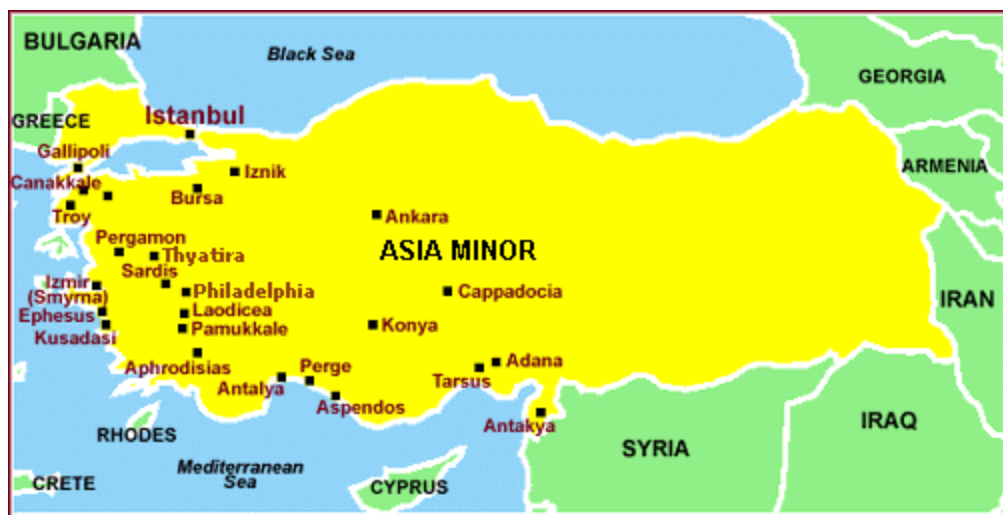 BULGARIA
Black Sea
GEORGIA
Istanbul
GREECE
Gallipoli
ARMENIA
Iznik
Canakkale
Bursa
Troy
Ankara
Pergamon
ASIA MINOR
Thyatira
Sardis
Izmir
(Smyrna)
Philadelphia
Cappadocia
IRAN
Ephesus
Laodicea
Pamukkale
Konya
Kusadasi
Aphrodisias
Perge
Adana
Antalya
Tarsus
Aspendos
Antakya
IRAQ
RHODES
SYRIA
Mediterranean
Sea
CRETE
CYPRUS